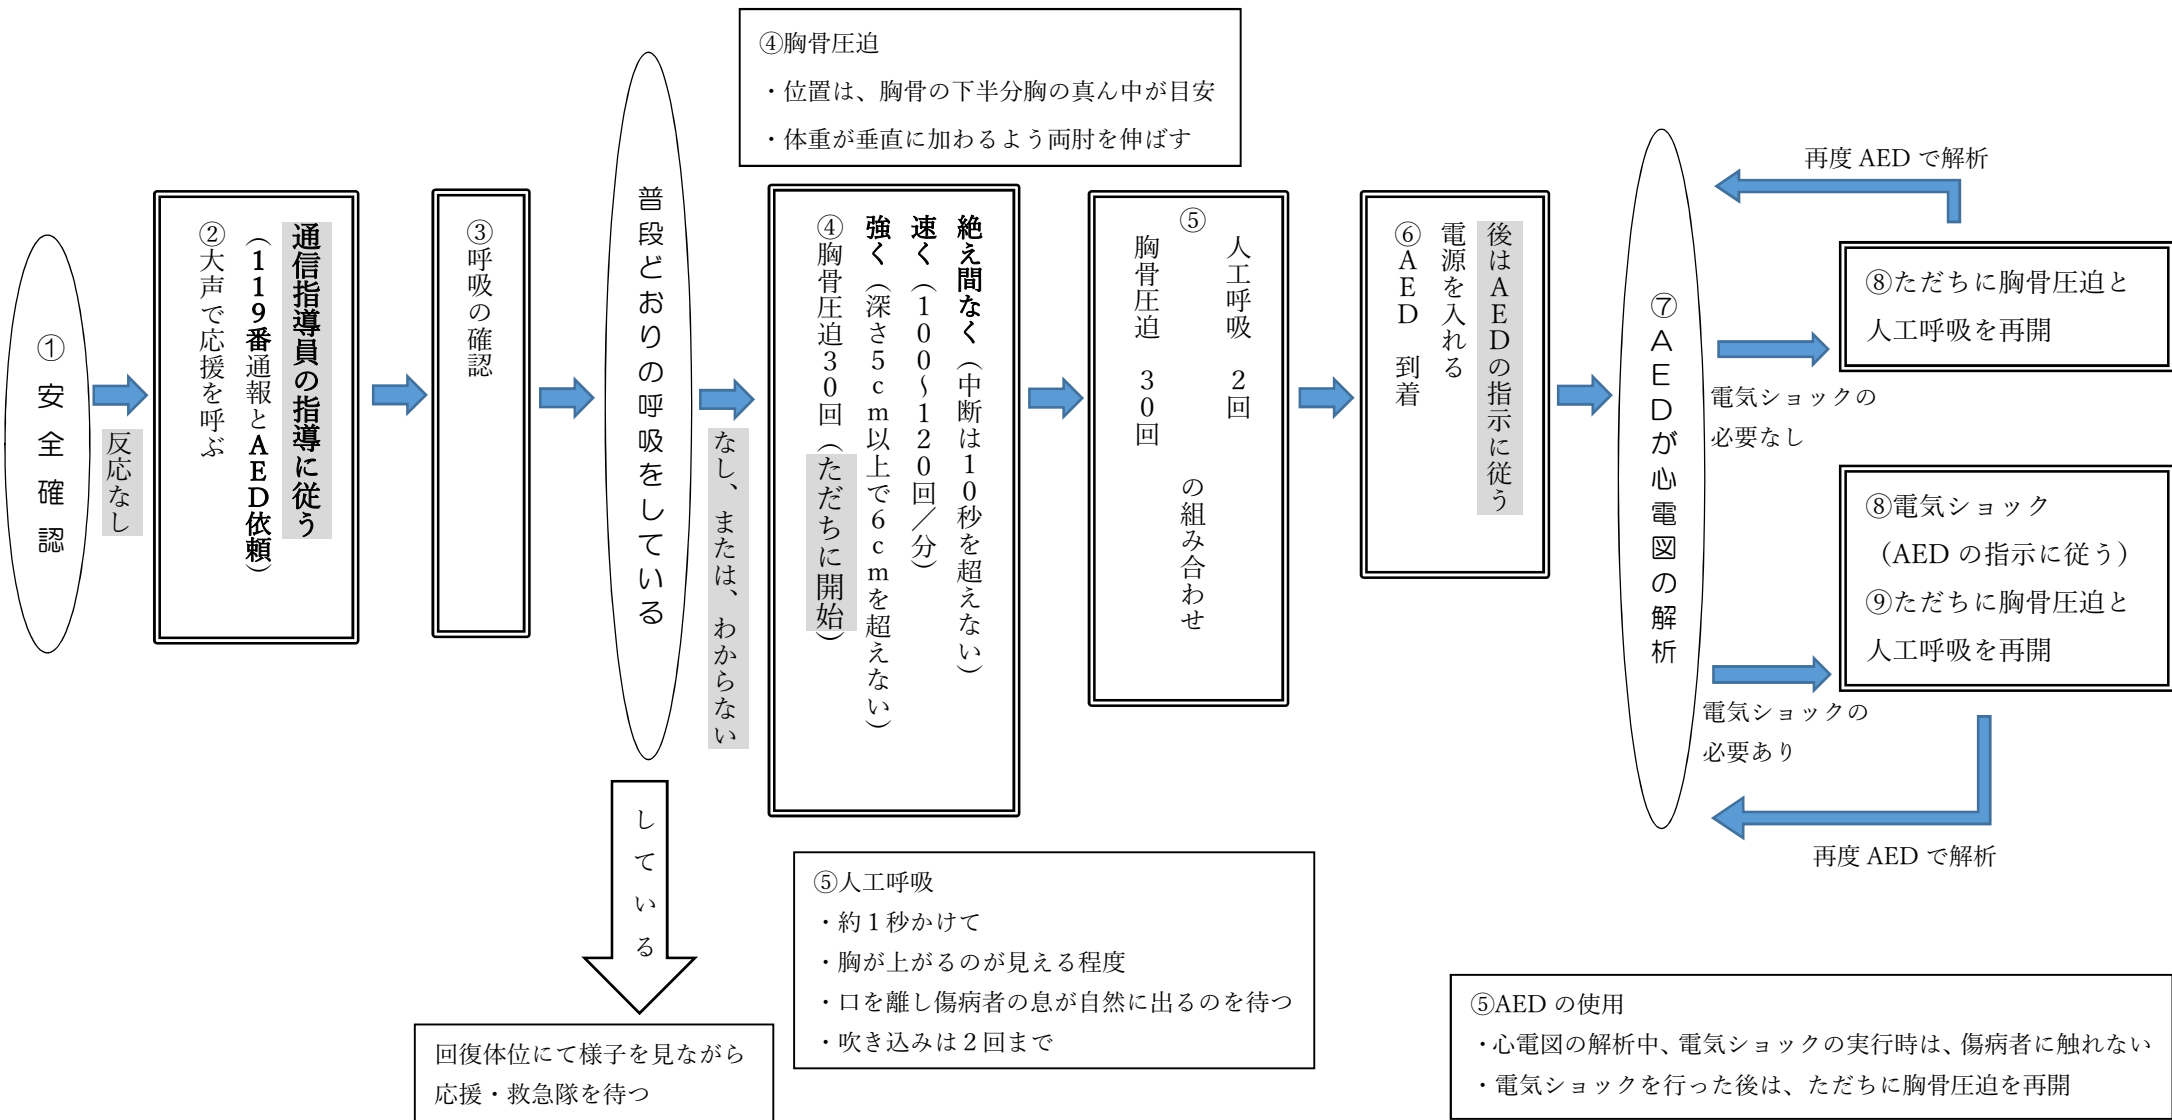 ①安全確認
反応なし
②大声で応援を呼ぶ
（119番通報とAED依頼）
通信指導員の指導に従う
③呼吸の確認
普段どおりの呼吸をしている
なし、または、わからない
している
回復体位にて様子を見ながら
応援・救急隊を待つ
④胸骨圧迫
・位置は、胸骨の下半分胸の真ん中が目安
・体重が垂直に加わるよう両肘を伸ばす
④胸骨圧迫30回（ただちに開始）
強く（深さ5cm以上で6cmを超えない）
速く（100～120回／分）
絶え間なく（中断は10秒を超えない）
⑤
胸骨圧迫　30回
人工呼吸　2回
の組み合わせ
⑤人工呼吸
・約1秒かけて
・胸が上がるのが見える程度
・口を離し傷病者の息が自然に出るのを待つ
・吹き込みは2回まで
⑥AED　到着
電源を入れる
後はAEDの指示に従う
⑦AEDが心電図の解析
再度 AED で解析
⑧ただちに胸骨圧迫と
人工呼吸を再開
電気ショックの
必要なし
⑧電気ショック
（AED の指示に従う）
⑨ただちに胸骨圧迫と
人工呼吸を再開
電気ショックの
必要あり
再度 AED で解析
⑤AED の使用
・心電図の解析中、電気ショックの実行時は、傷病者に触れない
・電気ショックを行った後は、ただちに胸骨圧迫を再開